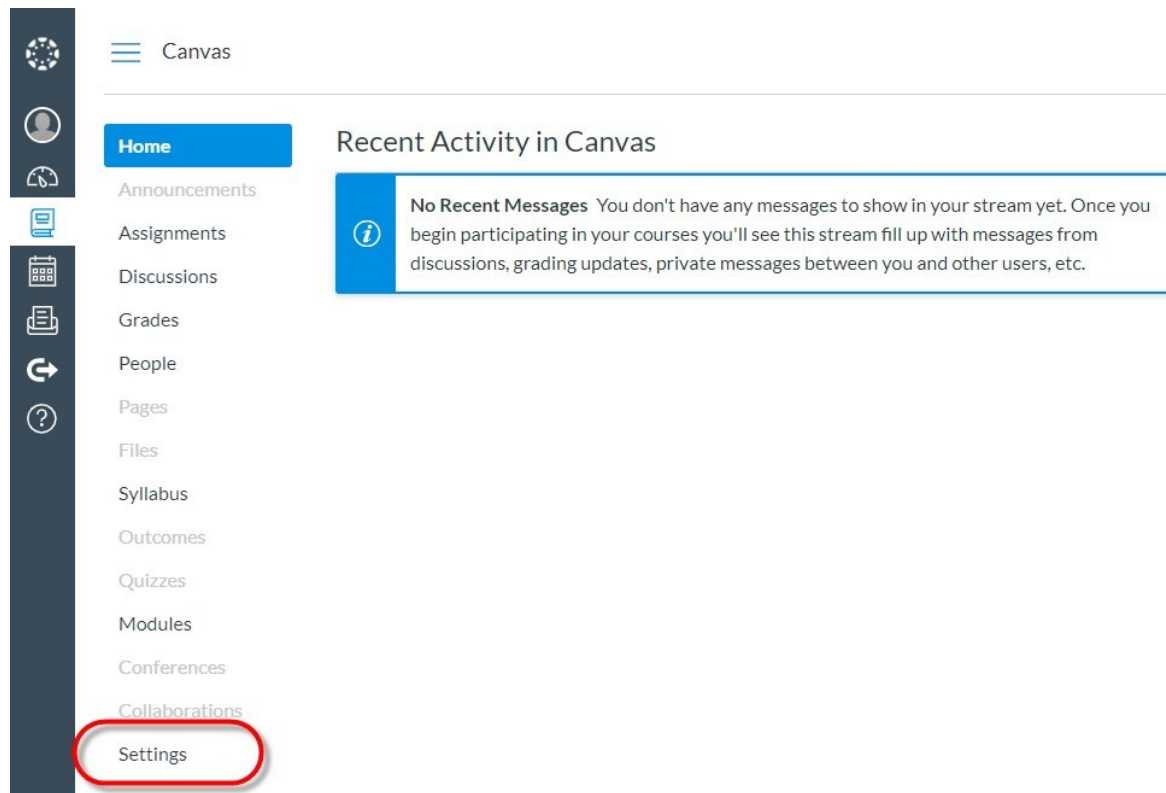 Canvas
Home
Announcements
Assignments
Discussions
Grades
People
Pages
Files
Syllabus
Outcomes
Quizzes
Modules
Conferences
Collaborations
Settings
Recent Activity in Canvas
No Recent Messages You don't have any messages to show in your stream yet. Once you
begin participating in your courses you'll see this stream fill up with messages from
discussions, grading updates, private messages between you and other users, etc.